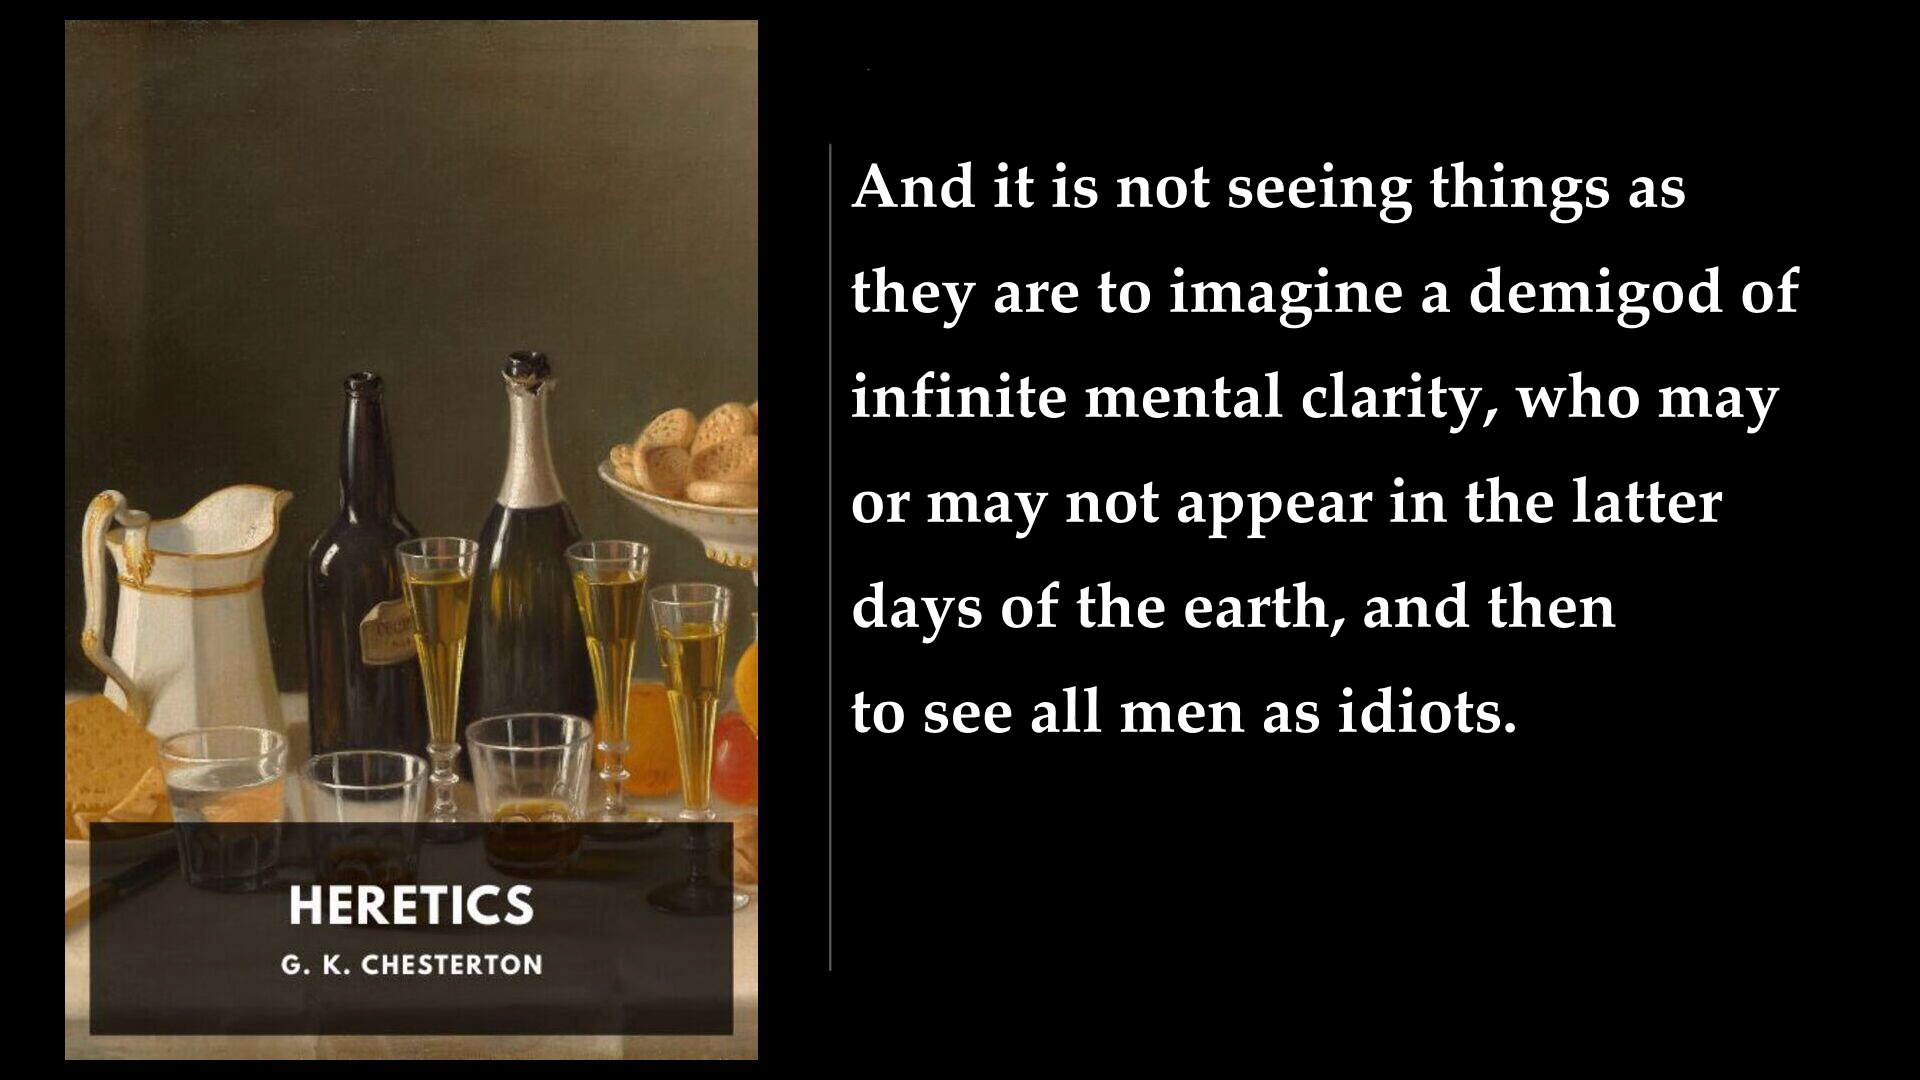 And it is not seeing things as
they are to imagine a demigod of
infinite mental clarity, who may
or may not appear in the latter
days of the earth, and then
to see all men as idiots.
HERETICS
G. K. CHESTERTON